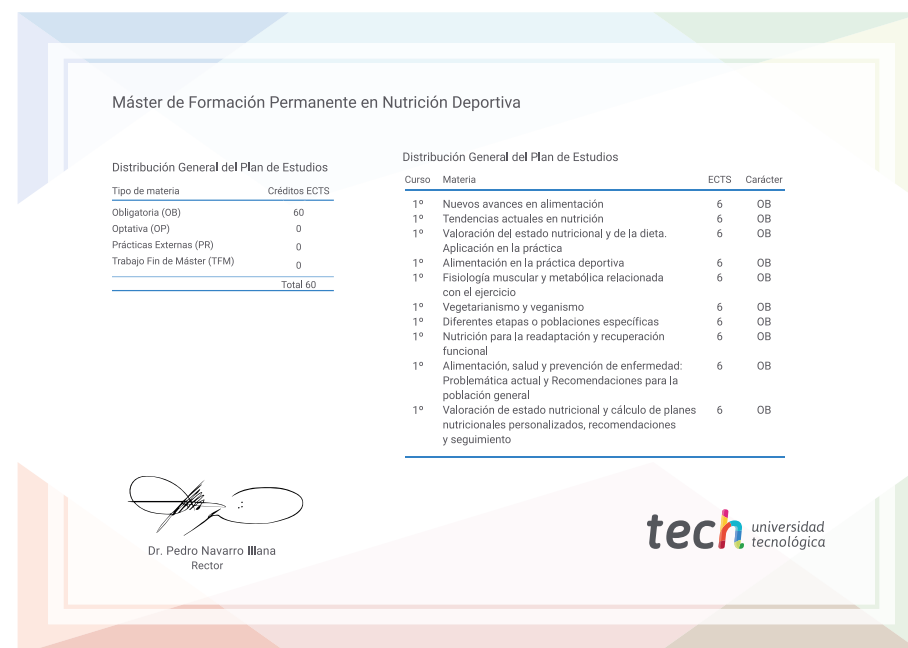 Máster de Formación Permanente en Nutrición Deportiva
Distribución General del Plan de Estudios
Tipo de materia Créditos ECTS
Obligatoria (OB) 60
Optativa (OP) 0
Prácticas Externas (PR) 0
Trabajo Fin de Máster (TFM) 0
Total 60
Distribución General del Plan de Estudios
Curso Materia ECTS Carácter
1º Nuevos avances en alimentación 6 OB
1º Tendencias actuales en nutrición 6 OB
1º Valoración del estado nutricional y de la dieta. 6 OB
Aplicación en la práctica
1º Alimentación en la práctica deportiva 6 OB
1º Fisiología muscular y metabólica relacionada 6 OB
con el ejercicio
1º Vegetarianismo y veganismo 6 OB
1º Diferentes etapas o poblaciones específicas 6 OB
1º Nutrición para la readaptación y recuperación 6 OB
funcional
1º Alimentación, salud y prevención de enfermedad: 6 OB
Problemática actual y Recomendaciones para la
población general
1º Valoración de estado nutricional y cálculo de planes 6 OB
nutricionales personalizados, recomendaciones
y seguimiento
Dr. Pedro Navarro Illana
Rector
tech universidad
tecnológica